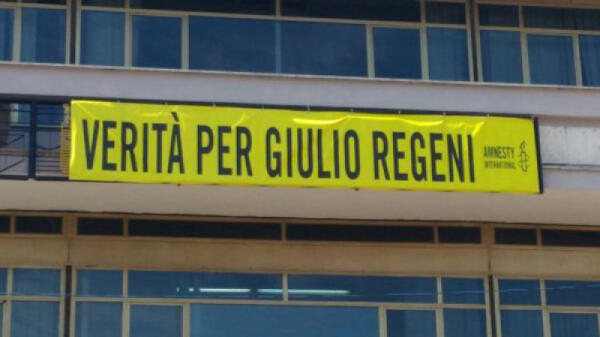 VERITÀ PER GIULIO REGENI
AMNESTY
INTERNATIONAL